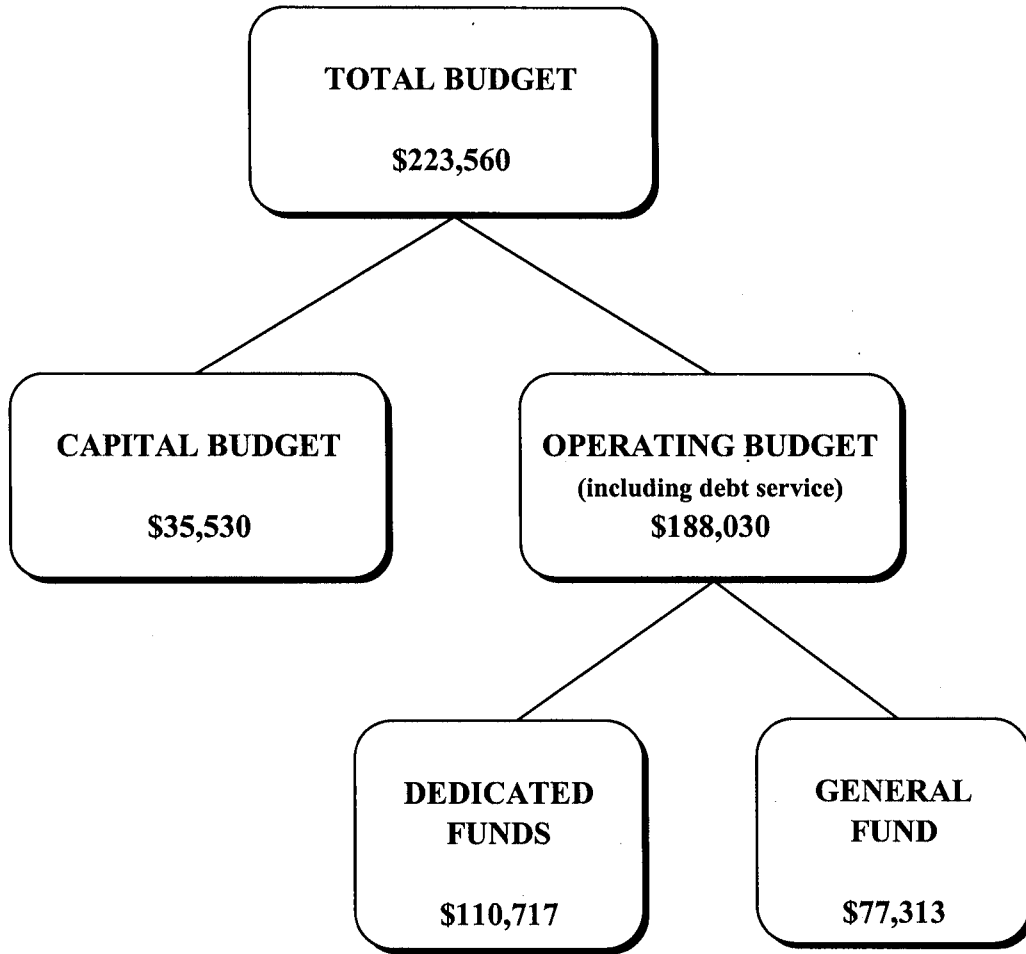 TOTAL BUDGET
$223,560
CAPITAL BUDGET
$35,530
OPERATING BUDGET
(including debt service)
$188,030
DEDICATED
FUNDS
$110,717
GENERAL
FUND
$77,313